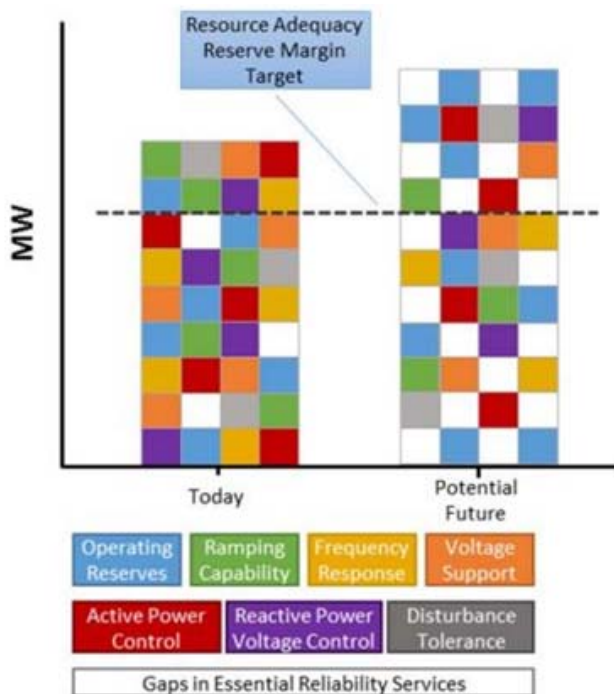 Resource Adequacy
Reserve Margin
Target
MW
Today
Potential
Future
Operating
Reserves
Ramping
Capability
Frequency
Response
Voltage
Support
Active Power
Control
Reactive Power
Voltage Control
Disturbance
Tolerance
Gaps in Essential Reliability Services